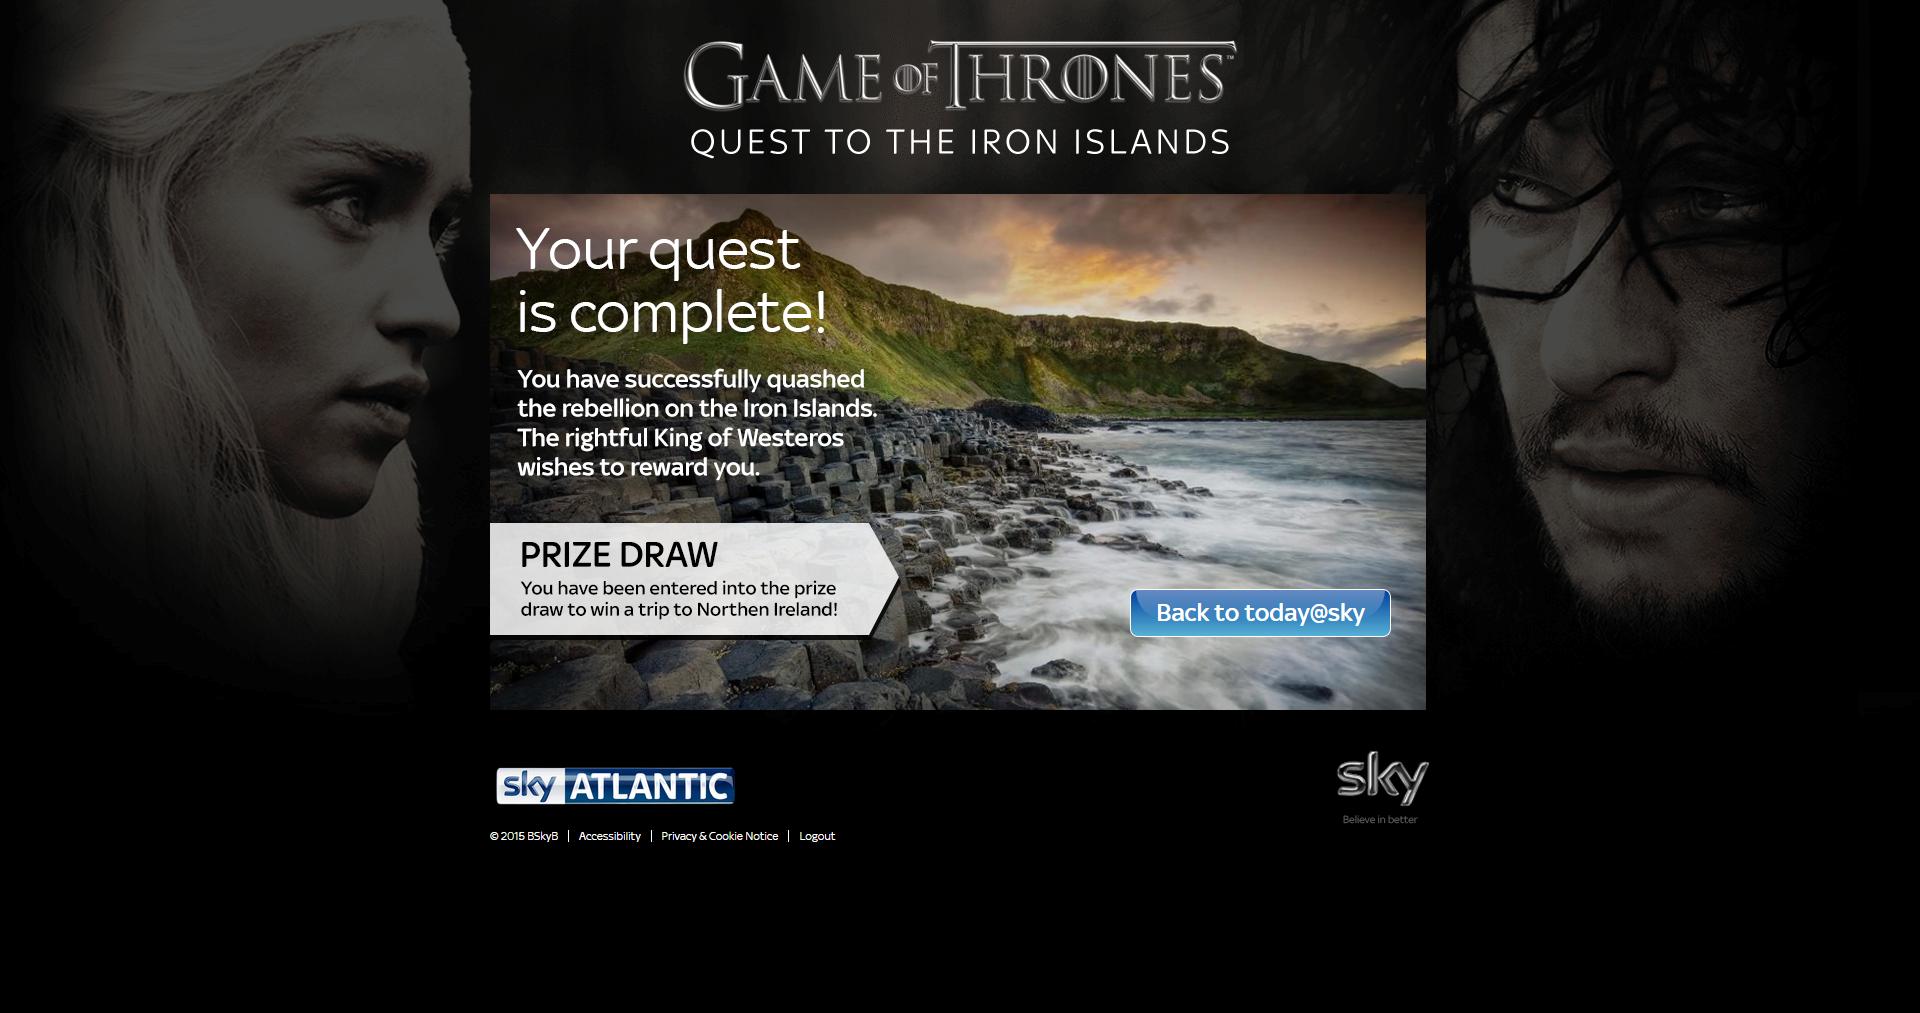 GAME OF THRONES™
QUEST TO THE IRON ISLANDS
Your quest
is complete!
You have successfully quashed
the rebellion on the Iron Islands.
The rightful King of Westeros
wishes to reward you.
PRIZE DRAW
You have been entered into the prize
draw to win a trip to Northen Ireland!
Back to today@sky
sky ATLANTIC
sky
Believe in better
© 2015 BSkyB | Accessibility | Privacy & Cookie Notice | Logout